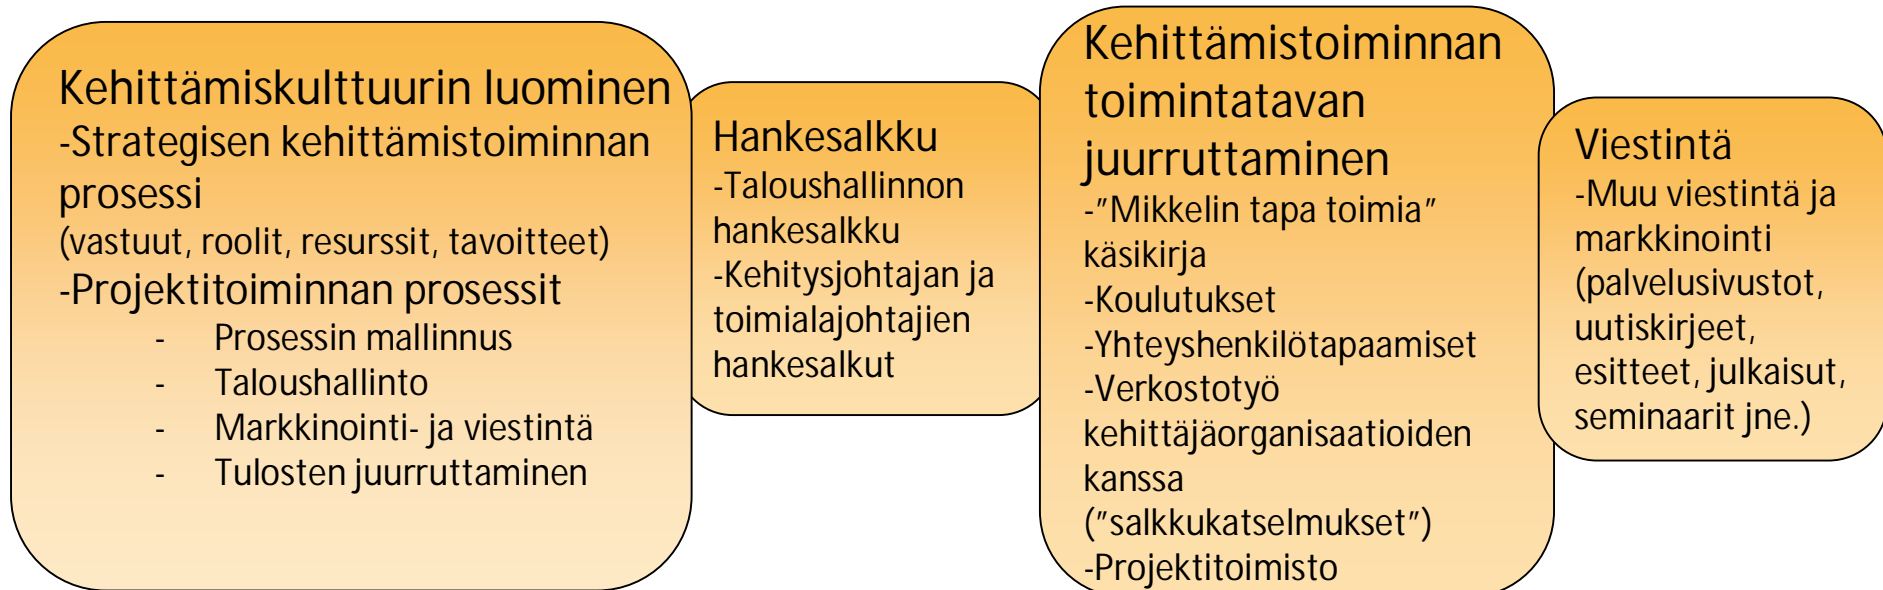 Kehittämiskulttuurin luominen
-Strategisen kehittämistoiminnan
prosessi
(vastuut, roolit, resurssit, tavoitteet)
-Projektitoiminnan prosessit
- Prosessin mallinnus
- Taloushallinto
- Markkinointi- ja viestintä
- Tulosten juurruttaminen
Hankesalkku
-Taloushallinnon
hankesalkku
-Kehitysjohtajan ja
toimialajohtajien
hankesalkut
Kehittämistoiminnan
toimintatavan
juurruttaminen
-”Mikkelin tapa toimia”
käsikirja
-Koulutukset
-Yhteyshenkilötapaamiset
-Verkostotyö
kehittäjäorganisaatioiden
kanssa
(”salkkukatselmukset”)
-Projektitoimisto
Viestintä
-Muu viestintä ja
markkinointi
(palvelusivustot,
uutiskirjeet,
esitteet, julkaisut,
seminaarit jne.)